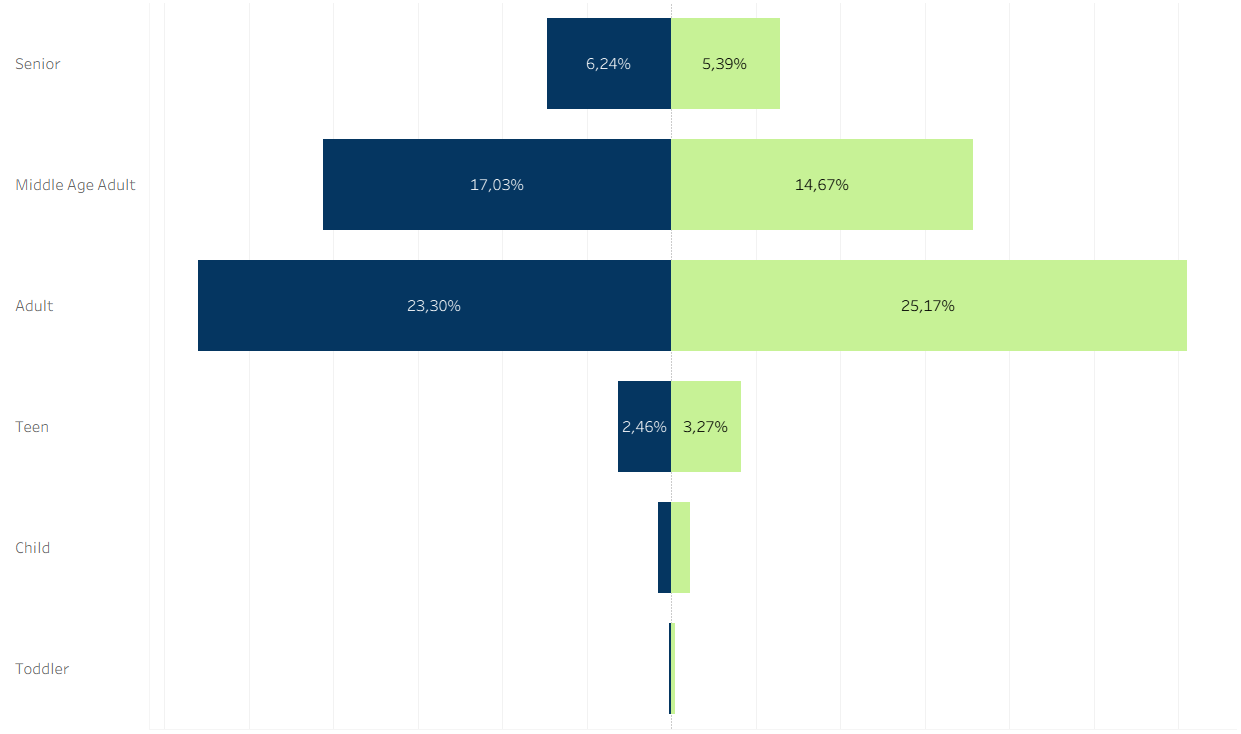 Senior
6,24%
5,39%
Middle Age Adult
17,03%
14,67%
Adult
23,30%
25,17%
Teen
2,46%
3,27%
Child
Toddler